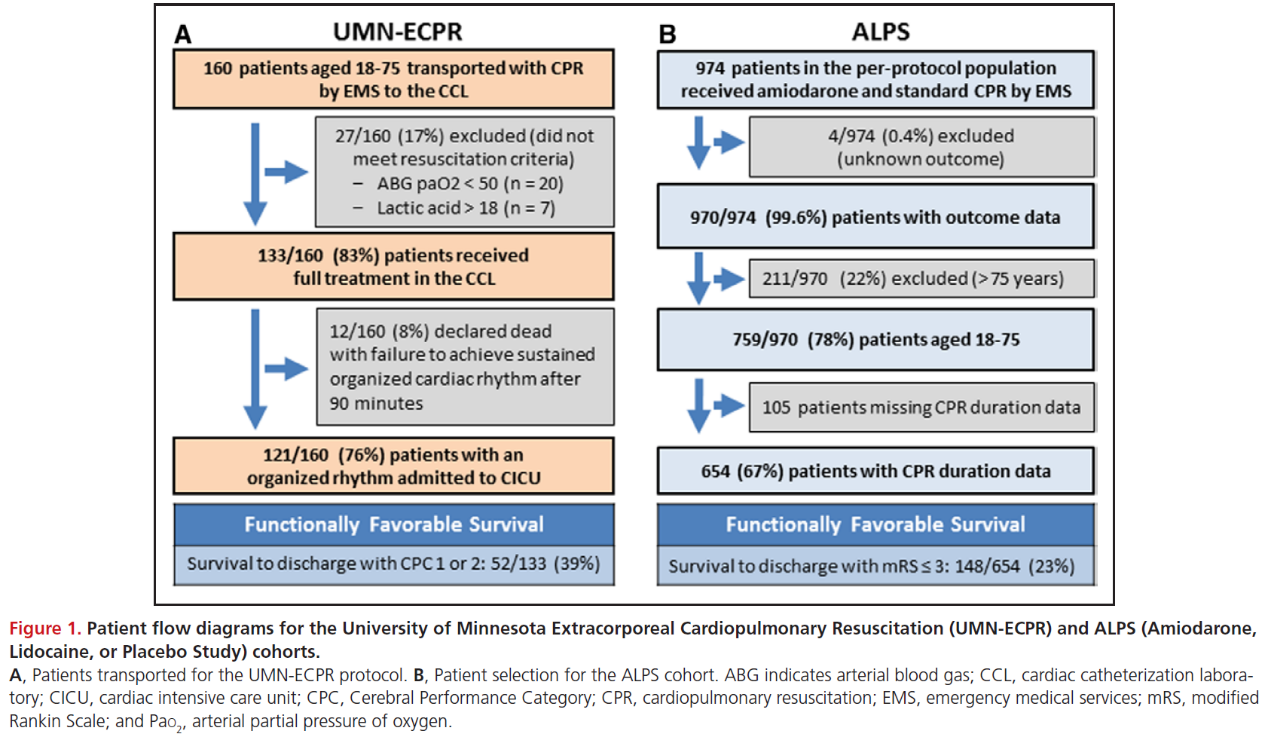 A
UMN-ECPR
160 patients aged 18-75 transported with CPR
by EMS to the CCL
27/160 (17%) excluded (did not
meet resuscitation criteria)
– ABG paO2 < 50 (n = 20)
– Lactic acid > 18 (n = 7)
133/160 (83%) patients received
full treatment in the CCL
12/160 (8%) declared dead
with failure to achieve sustained
organized cardiac rhythm after
90 minutes
121/160 (76%) patients with an
organized rhythm admitted to CICU
Functionally Favorable Survival
Survival to discharge with CPC 1 or 2: 52/133 (39%)
B
ALPS
974 patients in the per-protocol population
received amiodarone and standard CPR by EMS
4/974 (0.4%) excluded
(unknown outcome)
970/974 (99.6%) patients with outcome data
211/970 (22%) excluded (>75 years)
759/970 (78%) patients aged 18-75
105 patients missing CPR duration data
654 (67%) patients with CPR duration data
Functionally Favorable Survival
Survival to discharge with mRS ≤ 3: 148/654 (23%)
Figure 1. Patient flow diagrams for the University of Minnesota Extracorporeal Cardiopulmonary Resuscitation (UMN-ECPR) and ALPS (Amiodarone,
Lidocaine, or Placebo Study) cohorts.
A, Patients transported for the UMN-ECPR protocol. B, Patient selection for the ALPS cohort. ABG indicates arterial blood gas; CCL, cardiac catheterization labora-
tory; CICU, cardiac intensive care unit; CPC, Cerebral Performance Category; CPR, cardiopulmonary resuscitation; EMS, emergency medical services; mRS, modified
Rankin Scale; and PaO₂, arterial partial pressure of oxygen.